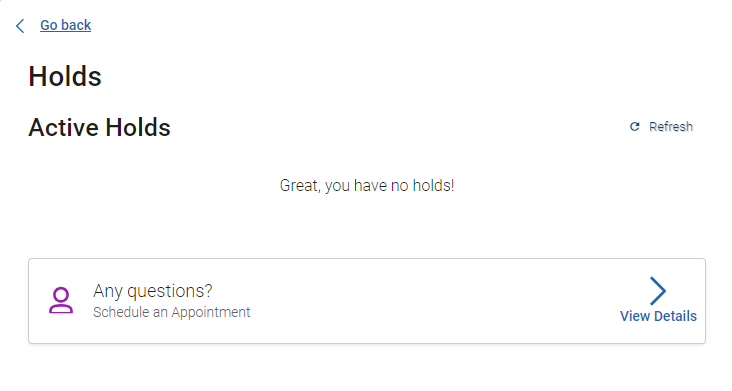 Go back
Holds
Active Holds
Refresh
Great, you have no holds!
Any questions?
Schedule an Appointment
View Details